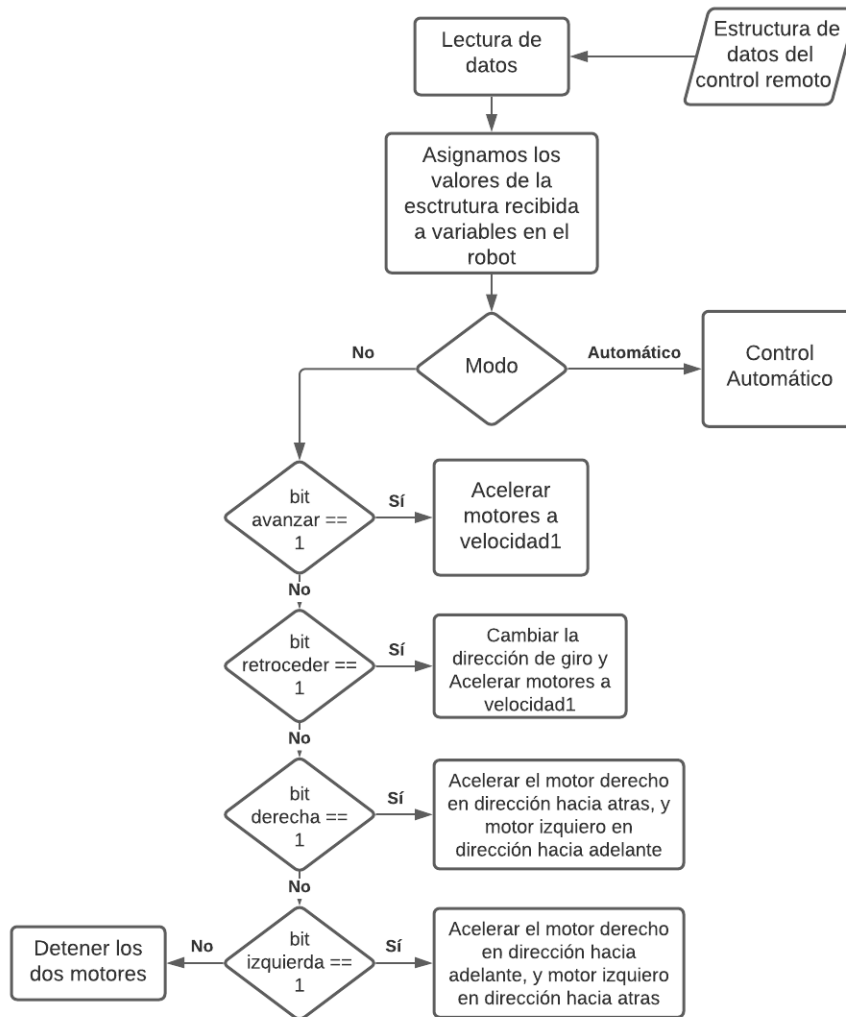 Lectura de
datos
Estructura de
datos del
control remoto
Asignamos los
valores de la
esctrutura recibida
a variables en el
robot
No
Modo
Automático
Control
Automático
bit
avanzar ==
1
Sí
Acelerar
motores a
velocidad1
No
bit
retroceder ==
1
Sí
Cambiar la
dirección de giro y
Acelerar motores a
velocidad1
No
bit
derecha ==
1
Sí
Acelerar el motor derecho
en dirección hacia atras, y
motor izquiero en
dirección hacia adelante
No
Detener los
dos motores
No
bit
izquierda ==
1
Sí
Acelerar el motor derecho
en dirección hacia
adelante, y motor izquiero
en dirección hacia atras